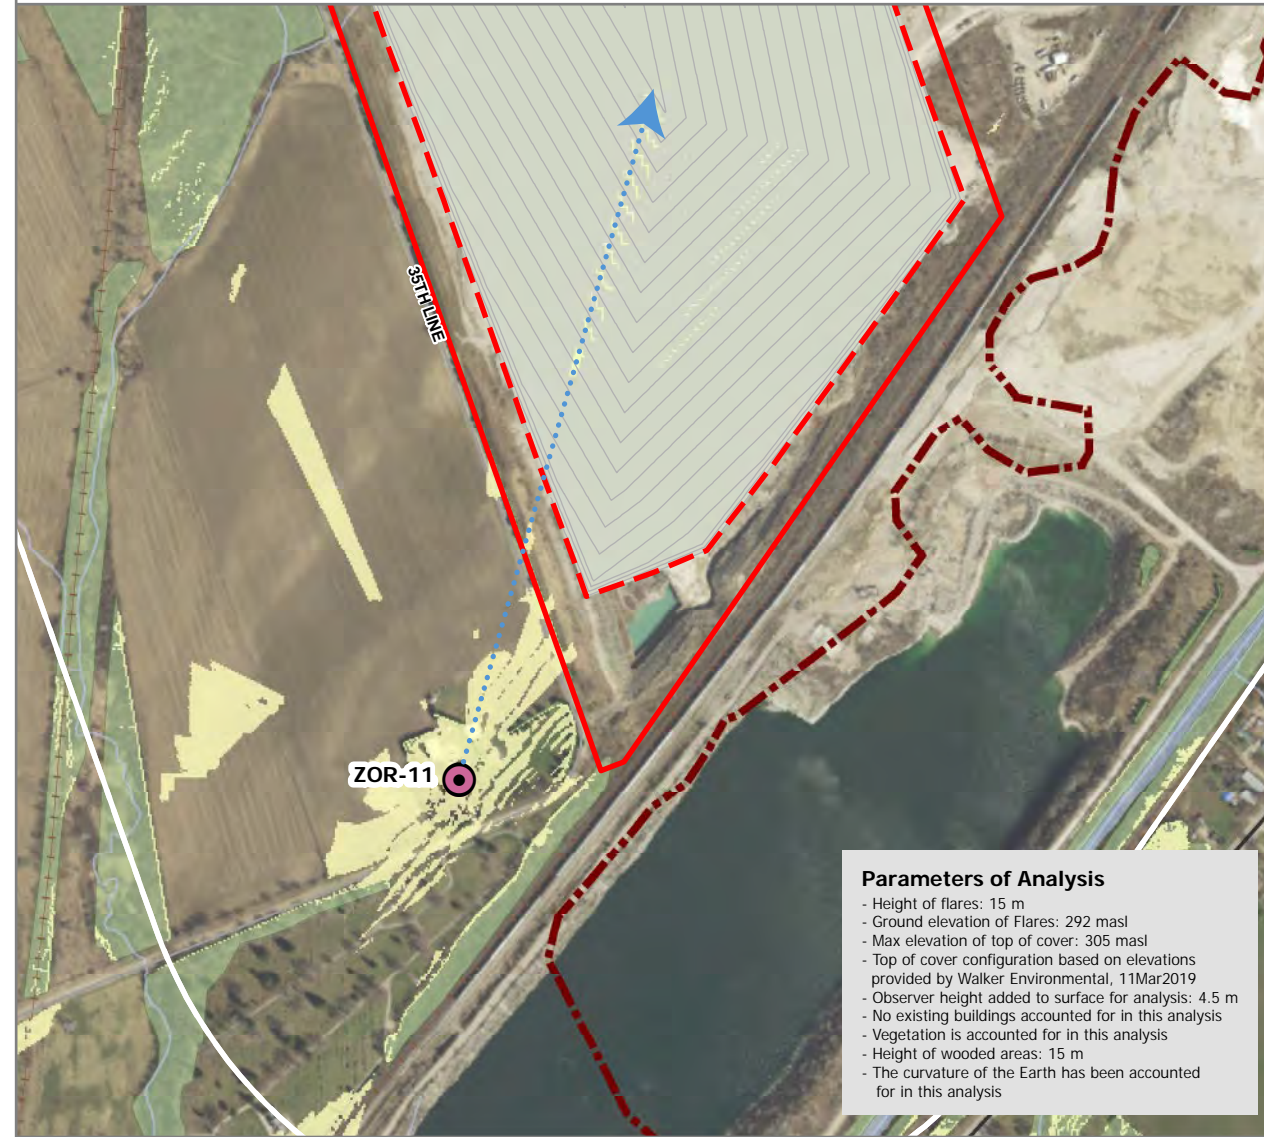 35TH LINE
ZOR-11
Parameters of Analysis
- Height of flares: 15 m
- Ground elevation of Flares: 292 masl
- Max elevation of top of cover: 305 masl
- Top of cover configuration based on elevations
provided by Walker Environmental, 11Mar2019
- Observer height added to surface for analysis: 4.5 m
- No existing buildings accounted for in this analysis
- Vegetation is accounted for in this analysis
- Height of wooded areas: 15 m
- The curvature of the Earth has been accounted
for in this analysis